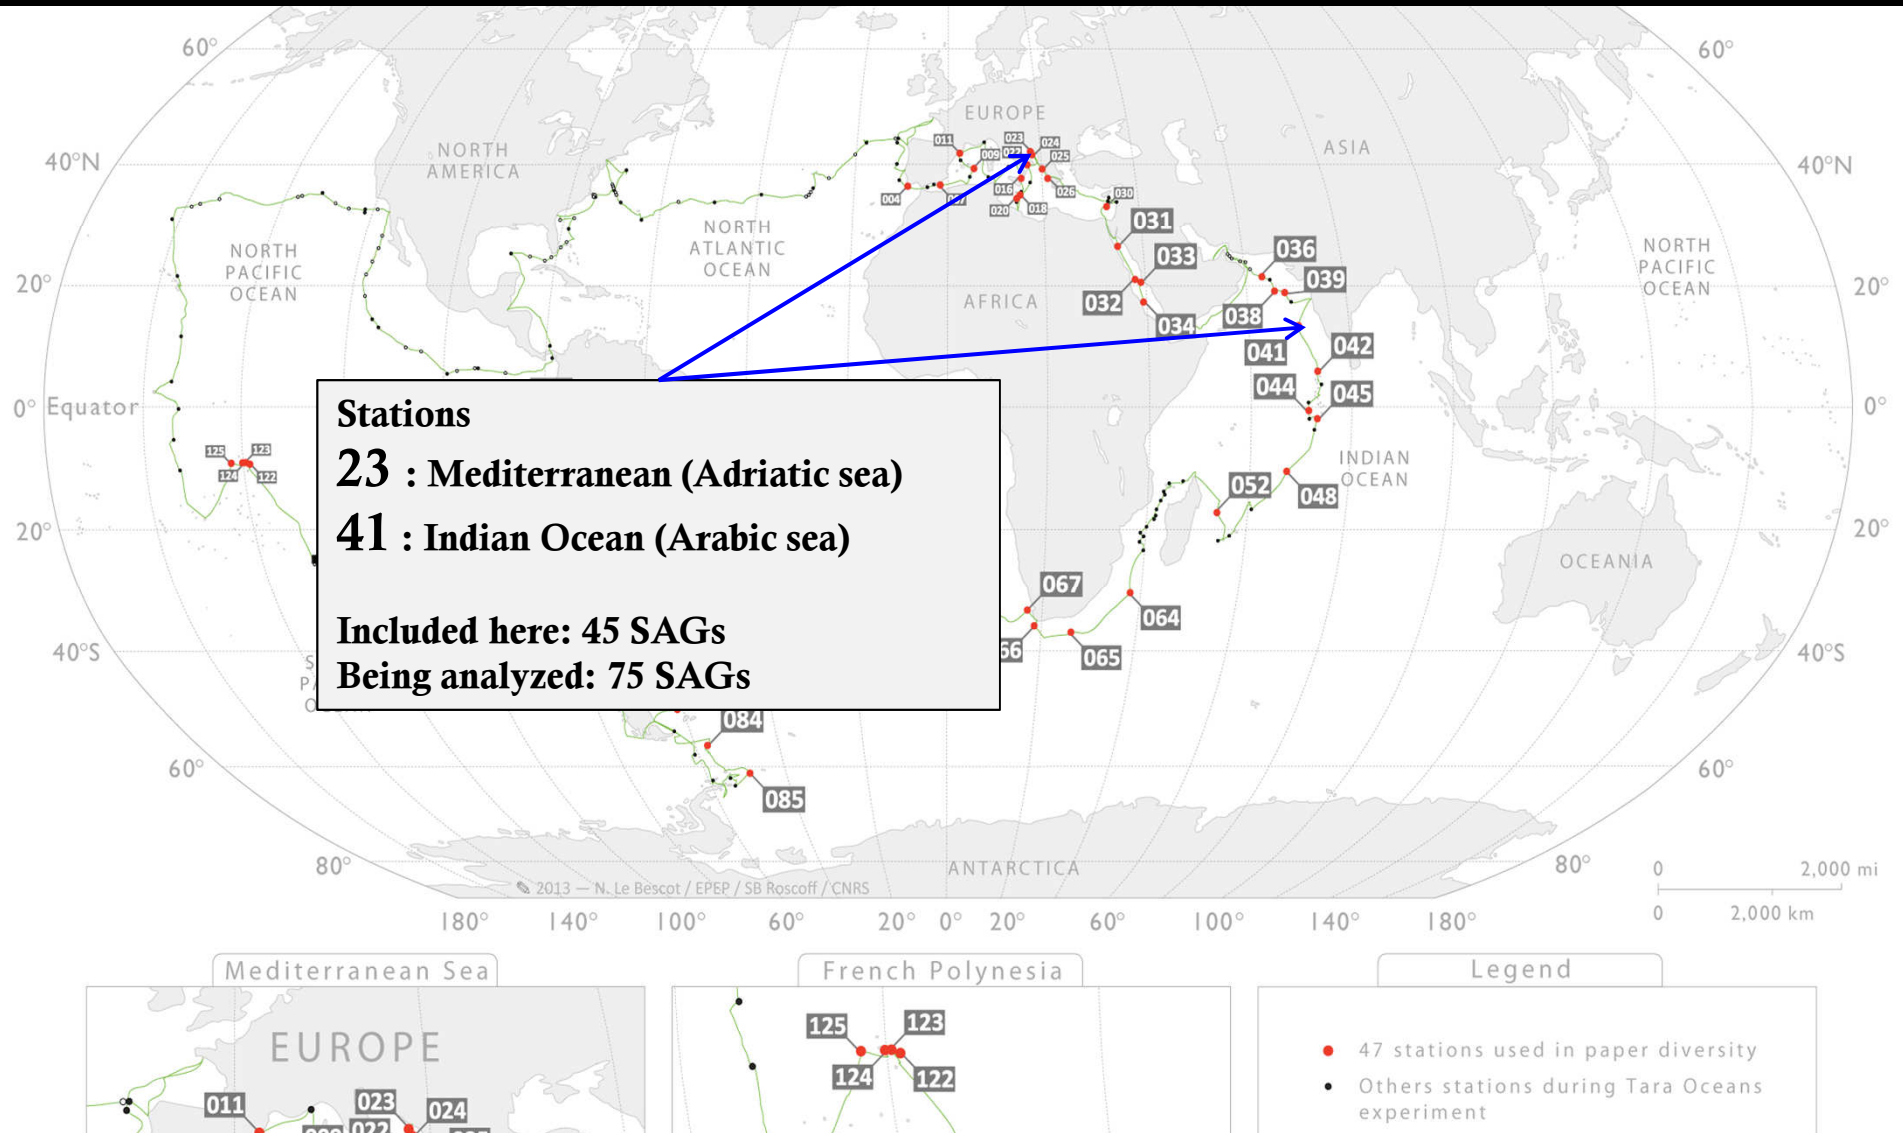 60°
60°
EUROPE
023
024
011
009
022
025
ASIA
NORTH
AMERICA
40°N
40°N
004
016
026
030
020
018
031
NORTH
ATLANTIC
OCEAN
NORTH
PACIFIC
OCEAN
033
036
NORTH
PACIFIC
OCEAN
039
20°
20°
AFRICA
032
034
038
041
042
044
045
0° Equator
0°
125
123
124
122
Stations
23 : Mediterranean (Adriatic sea)
41 : Indian Ocean (Arabic sea)
Included here: 45 SAGs
Being analyzed: 75 SAGs
INDIAN
OCEAN
052
048
20°
20°
OCEANIA
067
064
66
065
40°S
40°S
084
60°
60°
085
80°
ANTARCTICA
80°
0 2,000 mi
0 2,000 km
2013 — N. Le Bescot / EPEP / SB Roscoff / CNRS
180° 140° 100° 60° 20° 0° 20° 60° 100° 140° 180°
Mediterranean Sea
EUROPE
011
023
024
022
French Polynesia
125
123
124
122
Legend
47 stations used in paper diversity
Others stations during Tara Oceans
experiment